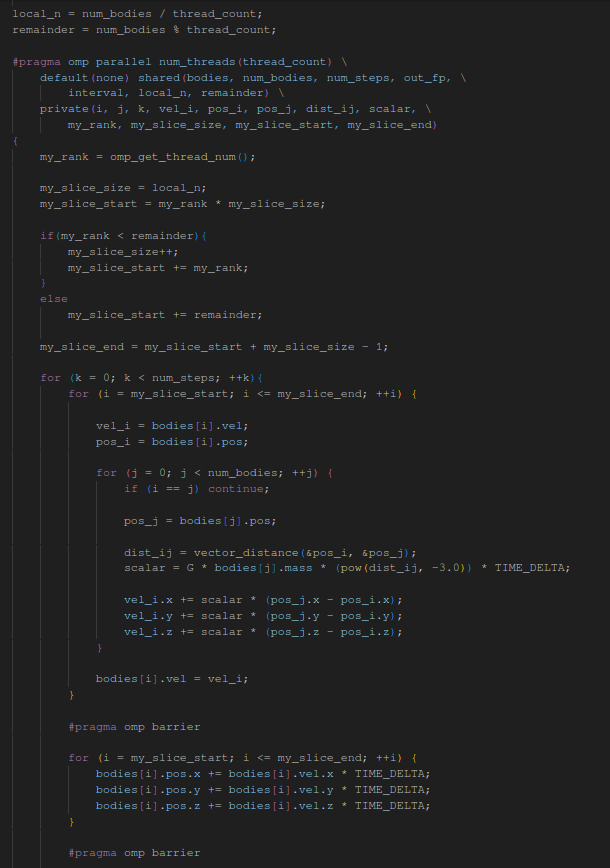 local_n = num_bodies / thread_count;
remainder = num_bodies % thread_count;
#pragma omp parallel num_threads(thread_count) \
default(none) shared(bodies, num_bodies, num_steps, out_fp, \
interval, local_n, remainder) \
private(i, j, k, vel_i, pos_i, pos_j, dist_ij, scalar, \
my_rank, my_slice_size, my_slice_start, my_slice_end)
{
my_rank = omp_get_thread_num();
my_slice_size = local_n;
my_slice_start = my_rank * my_slice_size;
if(my_rank < remainder){
my_slice_size++;
my_slice_start += my_rank;
}
else
my_slice_start += remainder;
my_slice_end = my_slice_start + my_slice_size - 1;
for (k = 0; k < num_steps; ++k){
for (i = my_slice_start; i <= my_slice_end; ++i) {
vel_i = bodies[i].vel;
pos_i = bodies[i].pos;
for (j = 0; j < num_bodies; ++j) {
if (i == j) continue;
pos_j = bodies[j].pos;
dist_ij = vector_distance(&pos_i, &pos_j);
scalar = G * bodies[j].mass * (pow(dist_ij, -3.0)) * TIME_DELTA;
vel_i.x += scalar * (pos_j.x - pos_i.x);
vel_i.y += scalar * (pos_j.y - pos_i.y);
vel_i.z += scalar * (pos_j.z - pos_i.z);
}
bodies[i].vel = vel_i;
}
#pragma omp barrier
for (i = my_slice_start; i <= my_slice_end; ++i) {
bodies[i].pos.x += bodies[i].vel.x * TIME_DELTA;
bodies[i].pos.y += bodies[i].vel.y * TIME_DELTA;
bodies[i].pos.z += bodies[i].vel.z * TIME_DELTA;
}
#pragma omp barrier